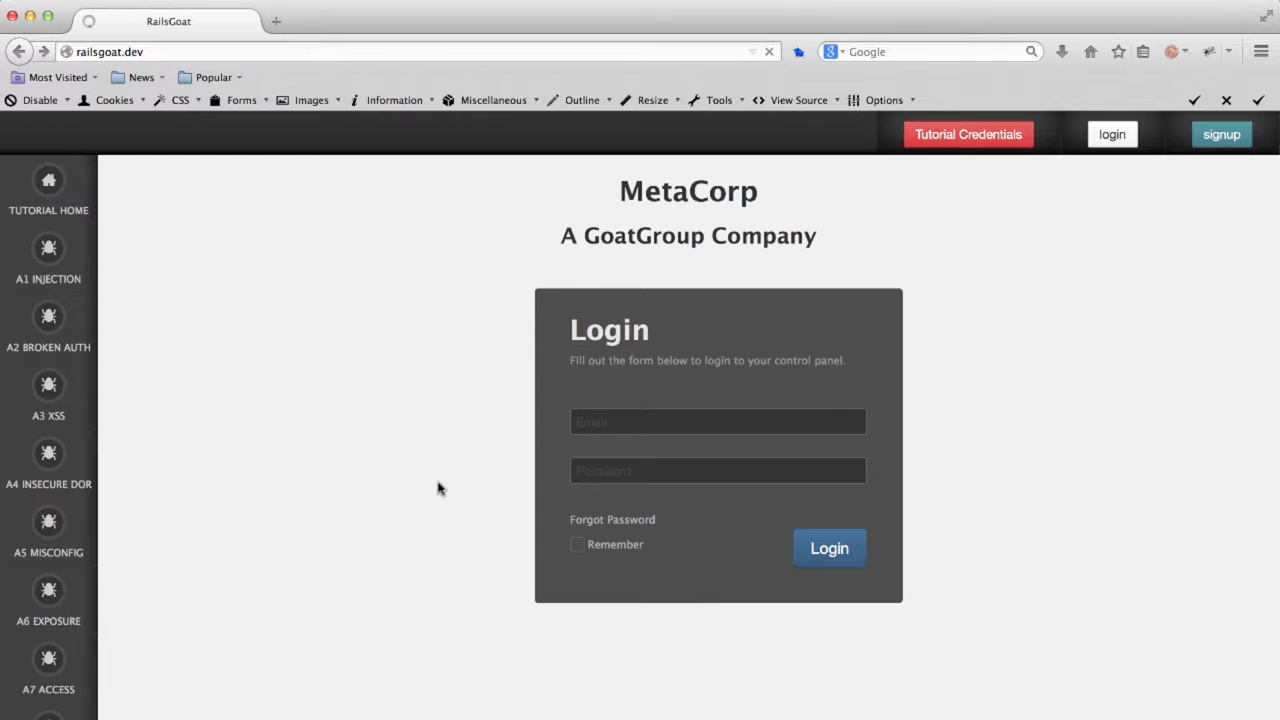 RailsGoat
railsgoat.dev
Google
Most Visited
News
Popular
Disable
Cookies
CSS
Forms
Images
Information
Miscellaneous
Outline
Resize
Tools
View Source
Options
Tutorial Credentials
login
signup
TUTORIAL HOME
A1 INJECTION
A2 BROKEN AUTH
A3 XSS
A4 INSECURE DOR
A5 MISCONFIG
A6 EXPOSURE
A7 ACCESS
MetaCorp
A GoatGroup Company
Login
Fill out the form below to login to your control panel.
Email
Password
Forgot Password
Remember
Login